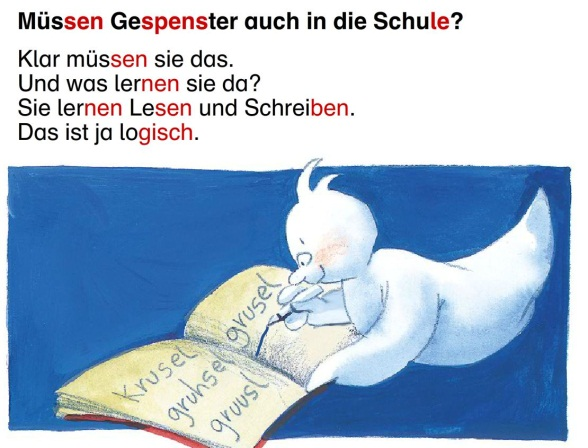 Müssen Gespenster auch in die Schule?
Klar müssen sie das.
Und was lernen sie da?
Sie lernen Lesen und Schreiben.
Das ist ja logisch.
Krusel
gruhsel
gruusl
grusel